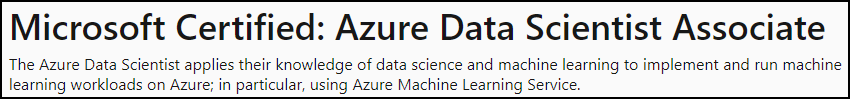 Microsoft Certified: Azure Data Scientist Associate
The Azure Data Scientist applies their knowledge of data science and machine learning to implement and run machine
learning workloads on Azure; in particular, using Azure Machine Learning Service.